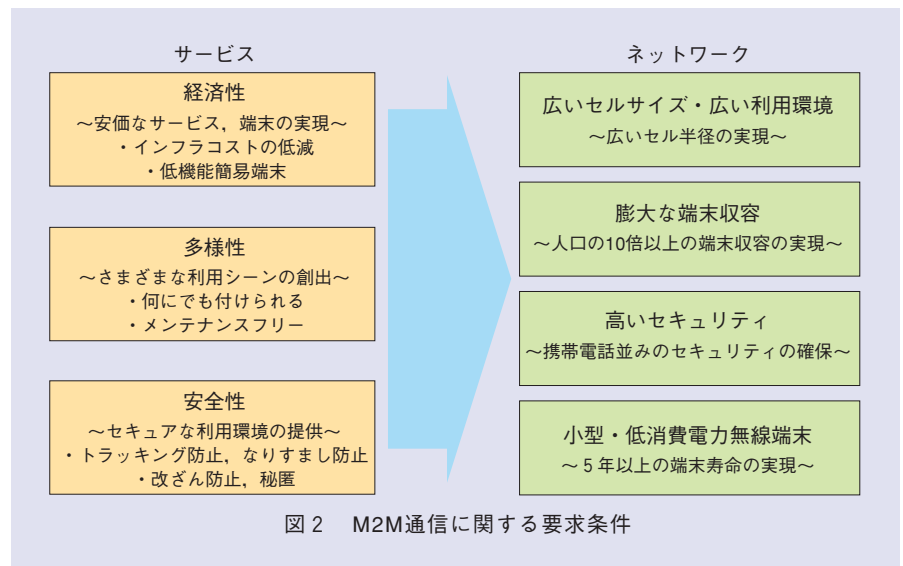 サービス
経済性
～安価なサービス，端末の実現～
・インフラコストの低減
・低機能簡易端末
多様性
～さまざまな利用シーンの創出～
・何にでも付けられる
・メンテナンスフリー
安全性
～セキュアな利用環境の提供～
・トラッキング防止，なりすまし防止
・改ざん防止，秘匿
ネットワーク
広いセルサイズ・広い利用環境
～広いセル半径の実現～
膨大な端末収容
～人口の10倍以上の端末収容の実現～
高いセキュリティ
～携帯電話並みのセキュリティの確保～
小型・低消費電力無線端末
～５年以上の端末寿命の実現～
図２　M2M通信に関する要求条件